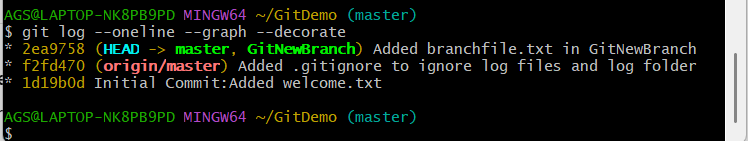 AGS@LAPTOP-NK8PB9PD MINGW64 ~/GitDemo (master)
$ git log --oneline --graph --decorate
* 2ea9758 (HEAD -> master, GitNewBranch) Added branchfile.txt in GitNewBranch
* f2fd470 (origin/master) Added .gitignore to ignore log files and log folder
* 1d19b0d Initial Commit:Added welcome.txt
AGS@LAPTOP-NK8PB9PD MINGW64 ~/GitDemo (master)
$